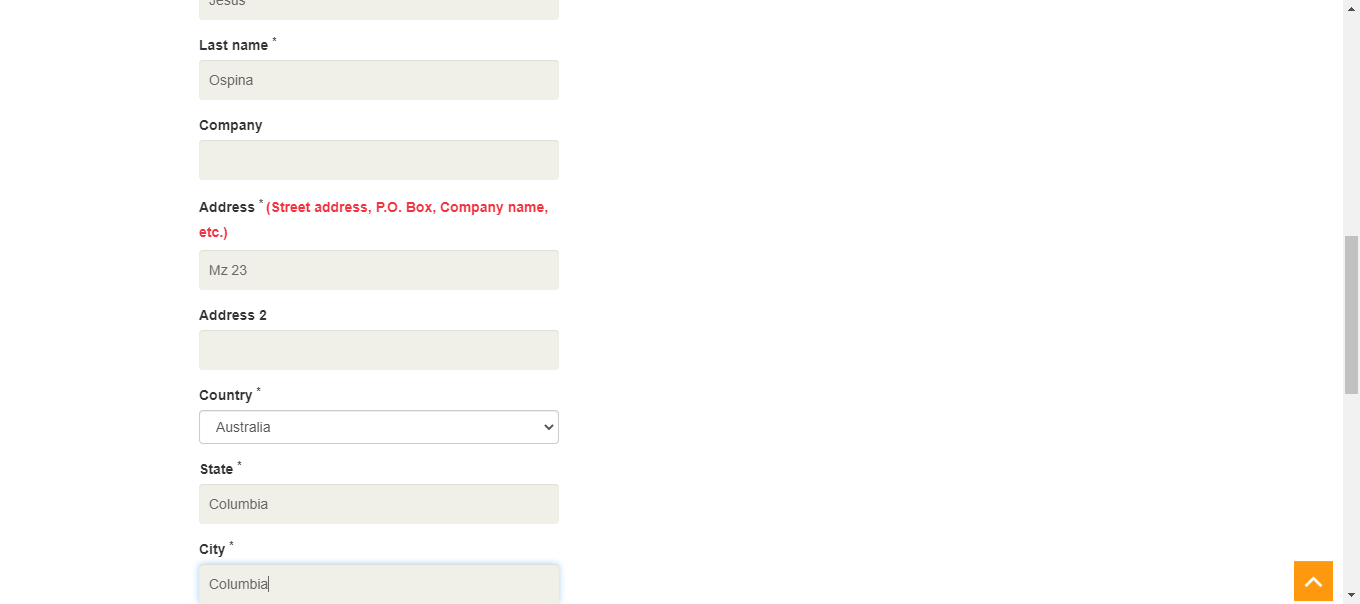 Jesus
Last name *
Ospina
Company
Address * (Street address, P.O. Box, Company name,
etc.)
Mz 23
Address 2
Country *
Australia
State *
Columbia
City *
Columbia